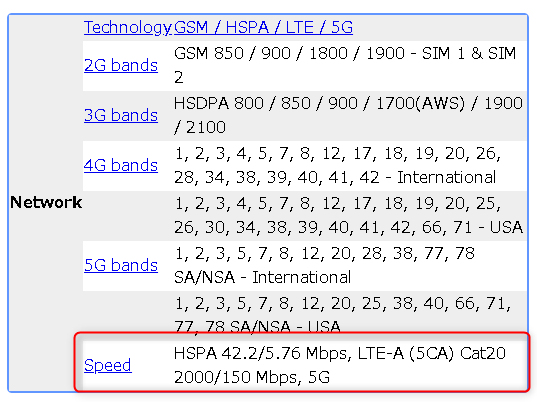 Technology GSM / HSPA / LTE / 5G
2G bands GSM 850 / 900 / 1800 / 1900 - SIM 1 & SIM
2
3G bands HSDPA 800 / 850 / 900 / 1700(AWS) / 1900
/ 2100
4G bands 1, 2, 3, 4, 5, 7, 8, 12, 17, 18, 19, 20, 26,
28, 34, 38, 39, 40, 41, 42 - International
Network
1, 2, 3, 4, 5, 7, 8, 12, 17, 18, 19, 20, 25,
26, 30, 34, 38, 39, 40, 41, 42, 66, 71 - USA
5G bands 1, 2, 3, 5, 7, 8, 12, 20, 28, 38, 77, 78
SA/NSA - International
1, 2, 3, 5, 7, 8, 12, 20, 25, 38, 40, 66, 71,
77, 78 SA/NSA - USA
Speed HSPA 42.2/5.76 Mbps, LTE-A (5CA) Cat20
2000/150 Mbps, 5G